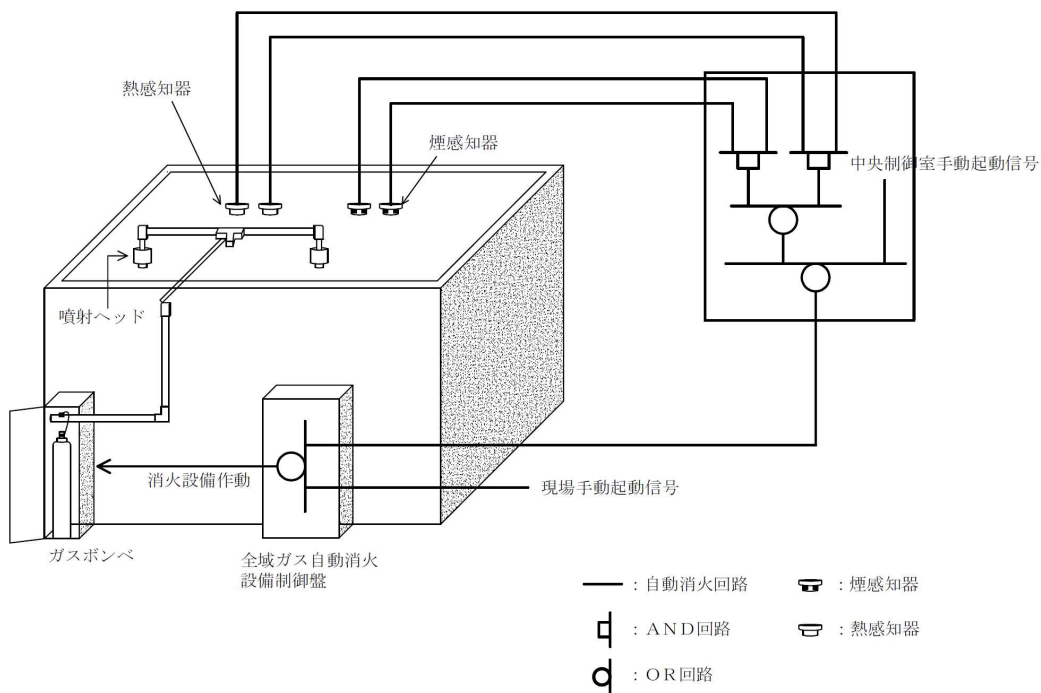 熱感知器
煙感知器
中央制御室手動起動信号
噴射ヘッド
消火設備作動
現場手動起動信号
ガスボンベ
全域ガス自動消火
設備制御盤
：自動消火回路
：煙感知器
：AND回路
：熱感知器
：OR回路